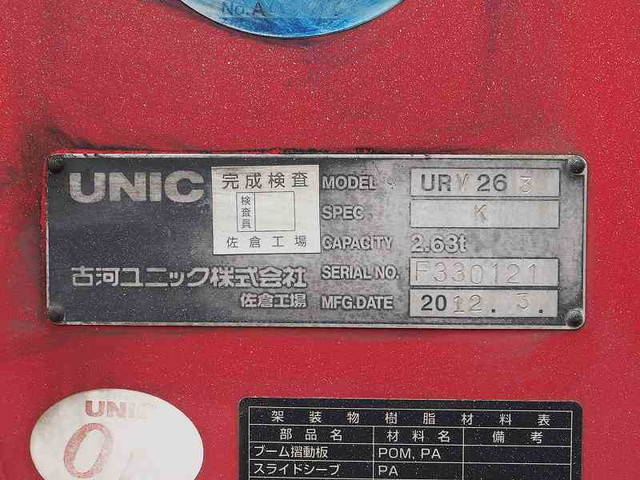 No.A
UNIC
完成検査
検査員
佐倉工場
古河ユニック株式会社
佐倉工場
MODEL URV263
SPEC K
CAPACITY 2.63t
SERIAL NO. F330121
MFG.DATE 2012.3.
UNIC
架装物樹脂材料表
部品名 材料名 備考
ブーム摺動板 POM, PA
スライドシーブ PA